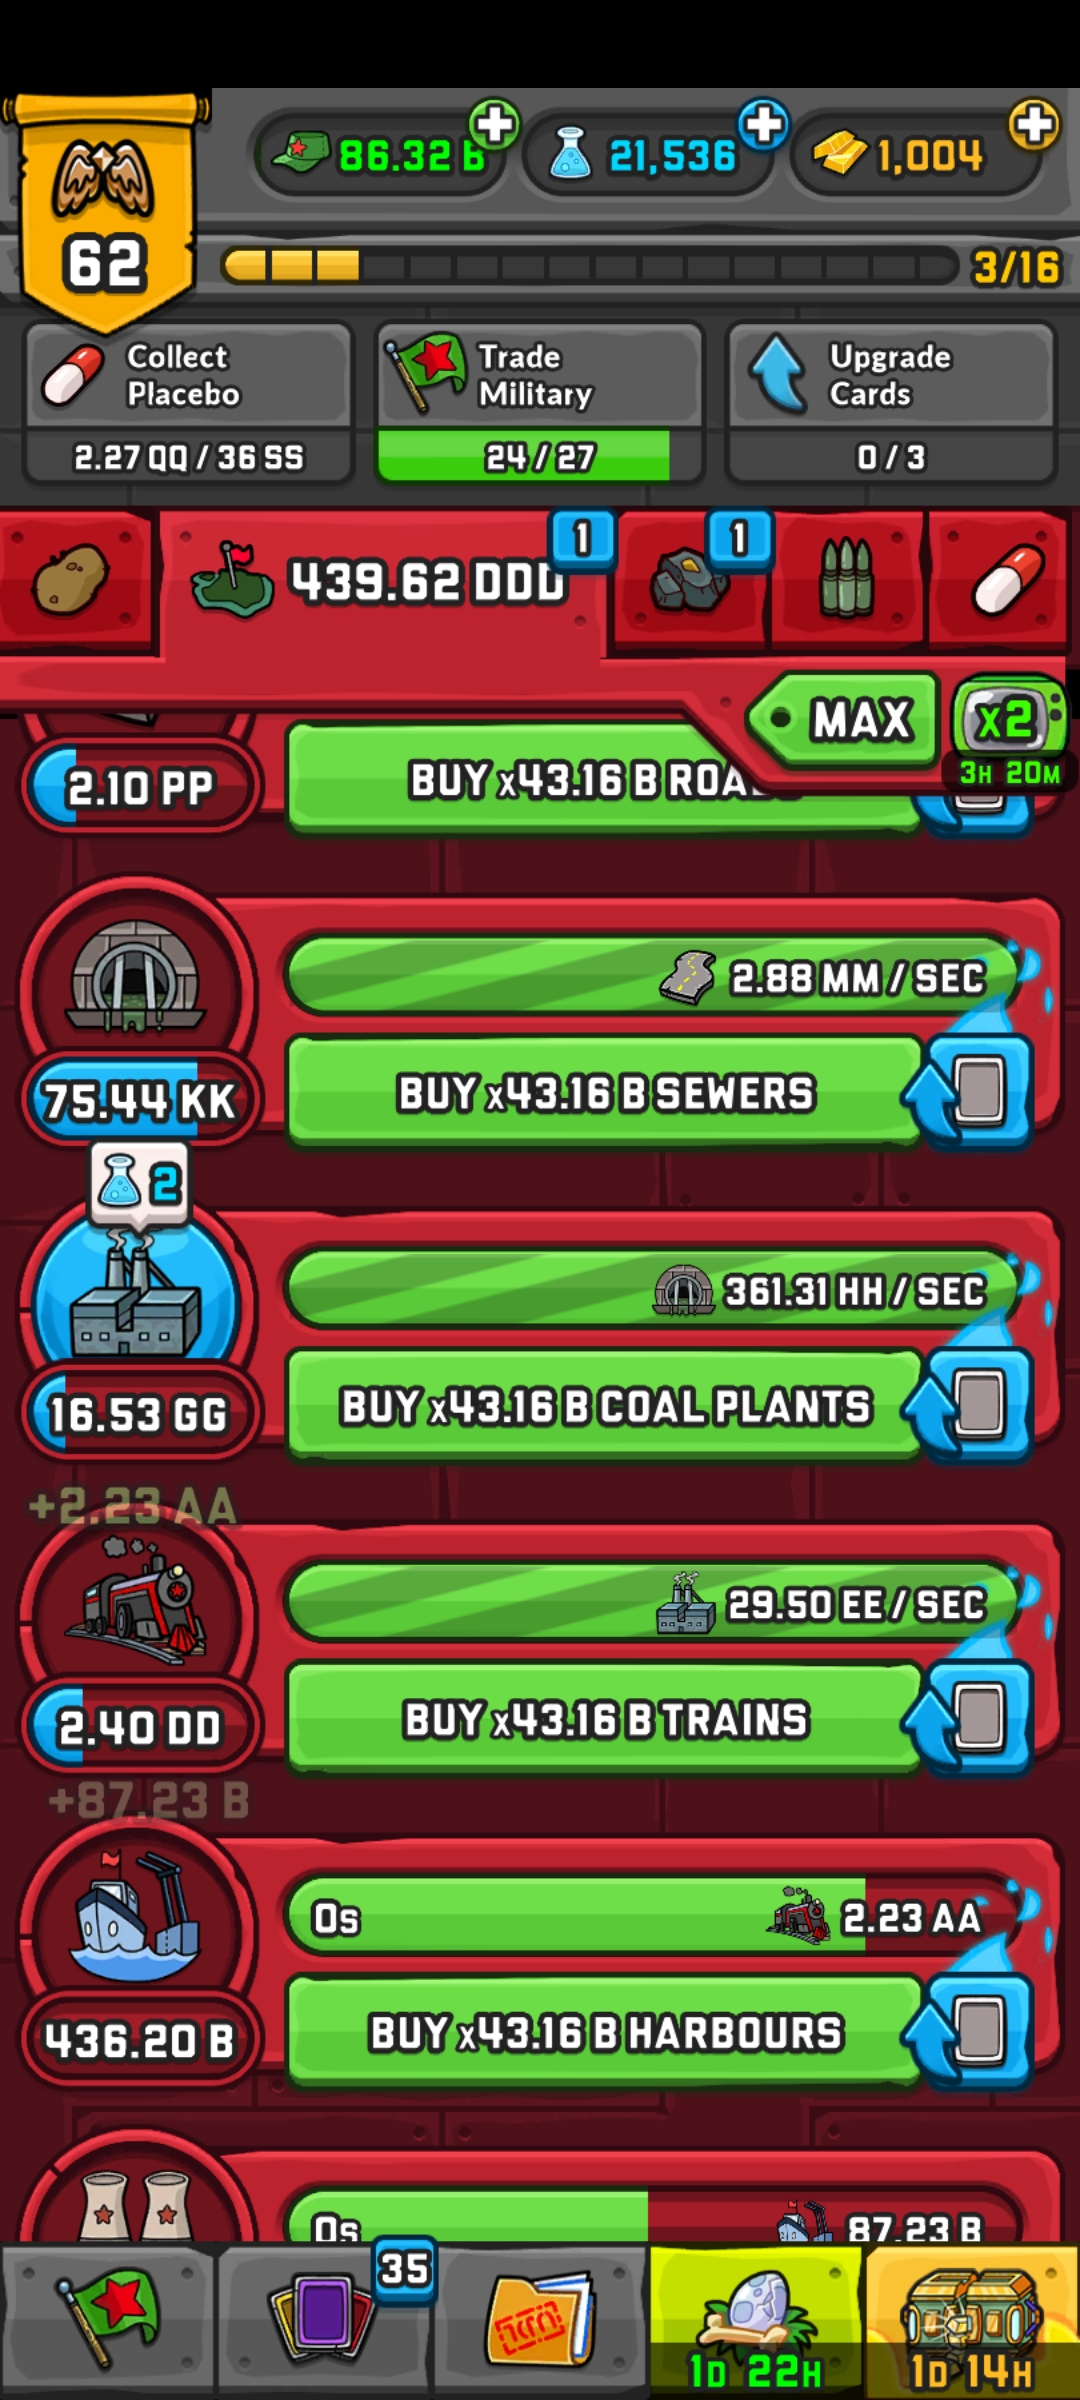 86.32 B
21,536
1,004
62
3/16
Collect
Placebo
2.27 QQ / 36 SS
Trade
Military
24 / 27
Upgrade
Cards
0 / 3
439.62 DDD
1
1
MAX
x2
3H 20M
2.10 PP
BUY x43.16 B
2.88 MM / SEC
75.44 KK
BUY x43.16 B SEWERS
2
361.31 HH / SEC
16.53 GG
BUY x43.16 B COAL PLANTS
+2.23 AA
29.50 EE / SEC
2.40 DD
BUY x43.16 B TRAINS
+87.23 B
0s
2.23 AA
436.20 B
BUY x43.16 B HARBOURS
0s
87.23 B
35
1D 22H
1D 14H